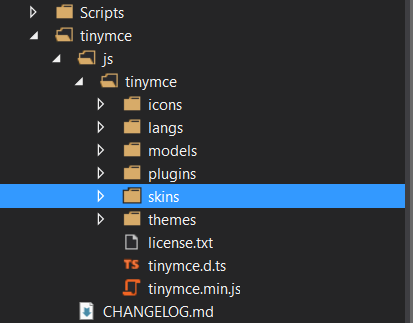 Scripts
tinymce
js
tinymce
icons
langs
models
plugins
skins
themes
license.txt
TS tinymce.d.ts
tinymce.min.js
CHANGELOG.md